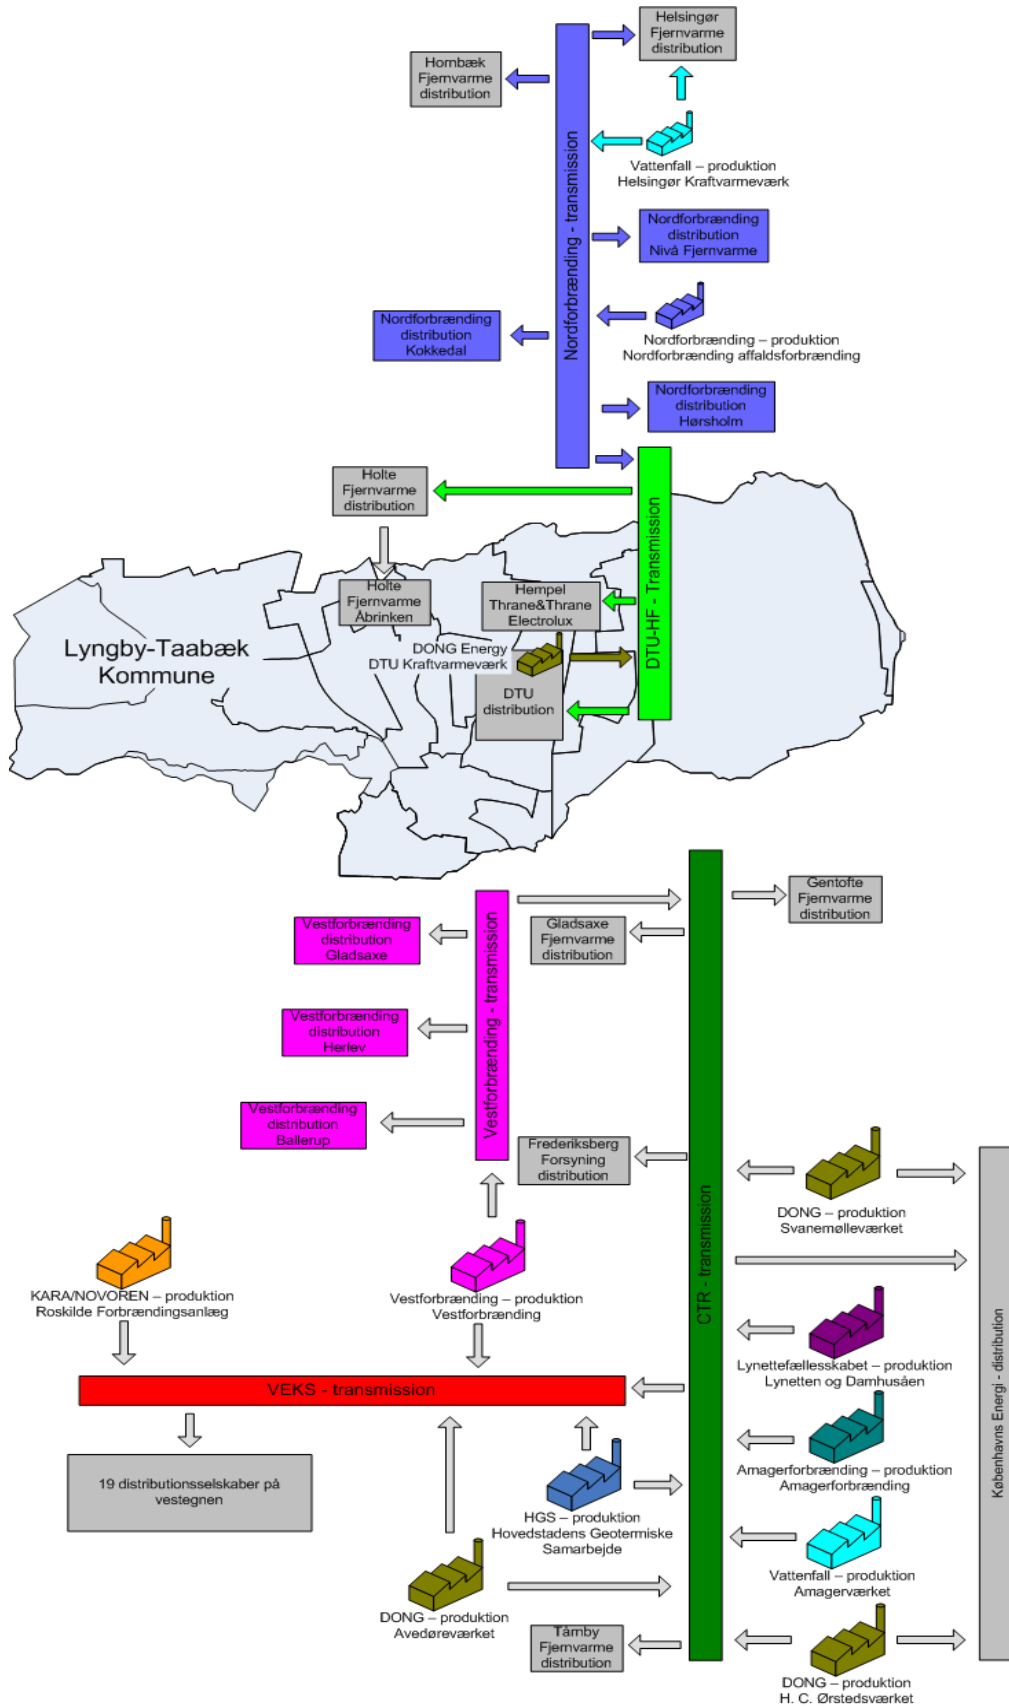 Helsingør
Fjernvarme
distribution
Hornbæk
Fjernvarme
distribution
Nordforbrænding - transmission
Vattenfall – produktion
Helsingør Kraftvarmeværk
Nordforbrænding
distribution
Nivå Fjernvarme
Nordforbrænding
distribution
Kokkedal
Nordforbrænding – produktion
Nordforbrænding affaldsforbrænding
Nordforbrænding
distribution
Hørsholm
Holte
Fjernvarme
distribution
DTU-HF - Transmission
Holte
Fjernvarme
Åbrinken
Hempel
Thrane&Thrane
Electrolux
Lyngby-Taabæk
Kommune
DONG Energy
DTU Kraftvarmeværk
DTU
distribution
Gentofte
Fjernvarme
distribution
Vestforbrænding
distribution
Gladsaxe
Gladsaxe
Fjernvarme
distribution
Vestforbrænding - transmission
Vestforbrænding
distribution
Herlev
Vestforbrænding
distribution
Ballerup
Frederiksberg
Forsyning
distribution
CTR - transmission
DONG – produktion
Svanemølleværket
Københavns Energi - distribution
KARA/NOVOREN – produktion
Roskilde Forbrændingsanlæg
Vestforbrænding – produktion
Vestforbrænding
Lynettefællesskabet – produktion
Lynetten og Damhusåen
VEKS - transmission
19 distributionsselskaber på
vestegnen
Amagerforbrænding – produktion
Amagerforbrænding
HGS – produktion
Hovedstadens Geotermiske
Samarbejde
Vattenfall – produktion
Amagerværket
DONG – produktion
Avedøreværket
Tårnby
Fjernvarme
distribution
DONG – produktion
H. C. Ørstedsværket